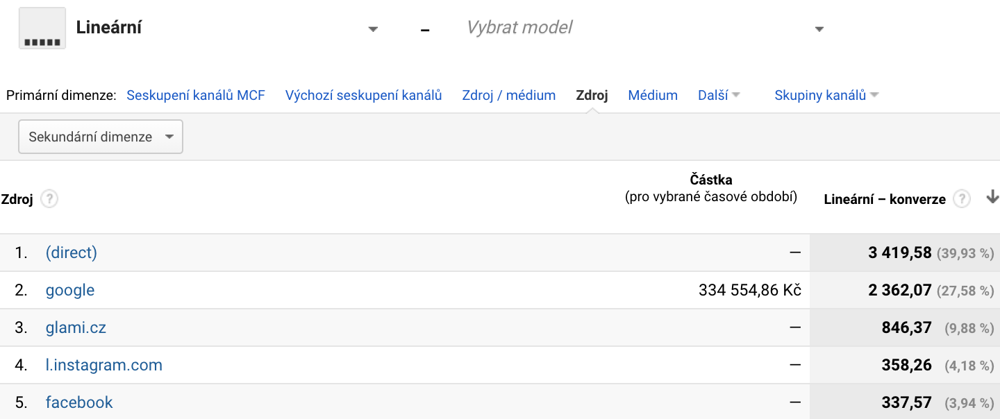 Lineární – Vybrat model
Primární dimenze: Seskupení kanálů MCF Výchozí seskupení kanálů Zdroj / médium Zdroj Médium Další Skupiny kanálů
Sekundární dimenze
Zdroj ? Částka (pro vybrané časové období) Lineární – konverze ?
1. (direct) — 3 419,58 (39,93 %)
2. google 334 554,86 Kč 2 362,07 (27,58 %)
3. glami.cz — 846,37 (9,88 %)
4. l.instagram.com — 358,26 (4,18 %)
5. facebook — 337,57 (3,94 %)